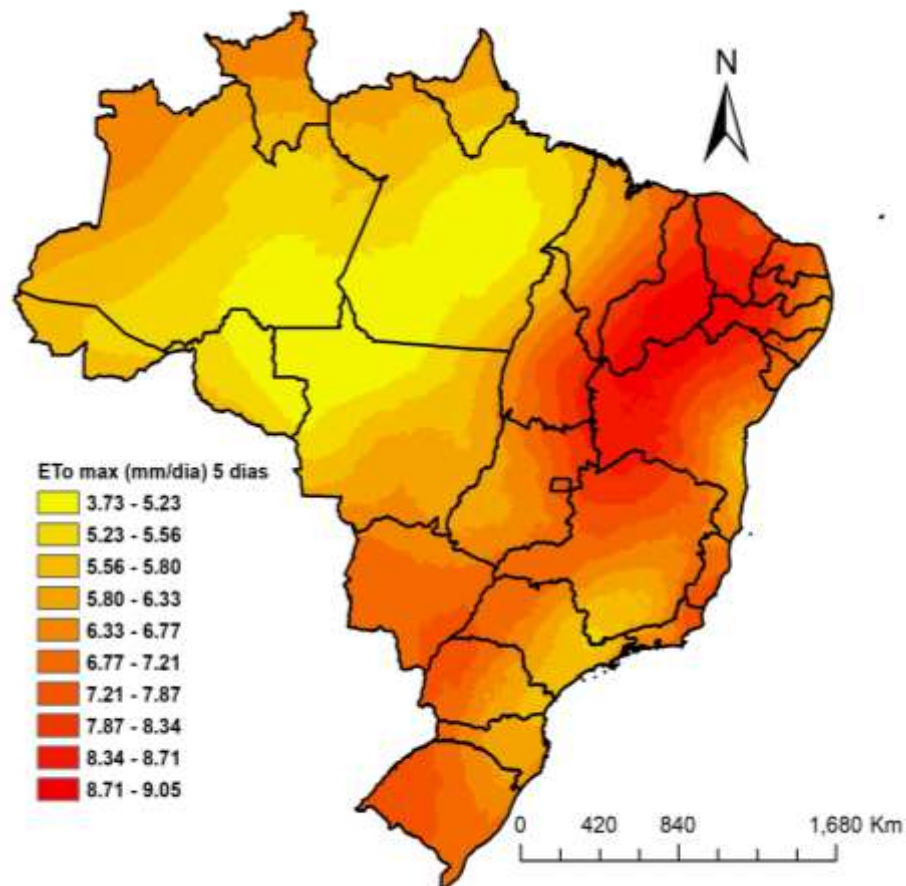 N
ETo max (mm/dia) 5 dias
3.73 - 5.23
5.23 - 5.56
5.56 - 5.80
5.80 - 6.33
6.33 - 6.77
6.77 - 7.21
7.21 - 7.87
7.87 - 8.34
8.34 - 8.71
8.71 - 9.05
0 420 840 1,680 Km